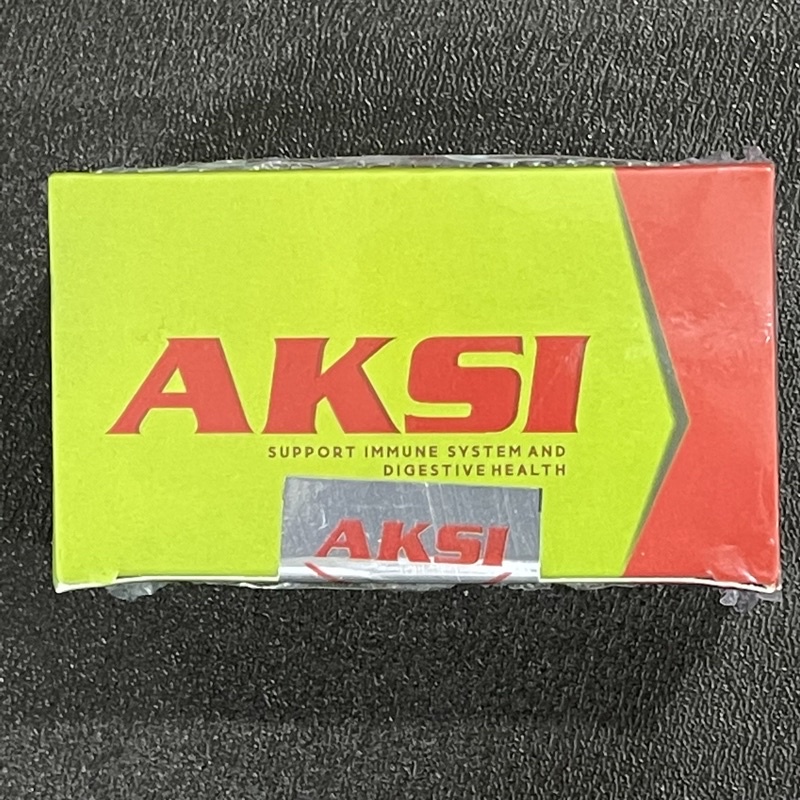 AKSI
SUPPORT IMMUNE SYSTEM AND
DIGESTIVE HEALTH
AKSI